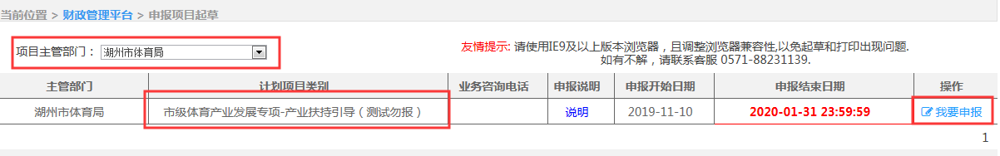 当前位置 > 财政管理平台 > 申报项目起草
项目主管部门： 湖州市体育局
友情提示: 请使用IE9及以上版本浏览器，且调整浏览器兼容性,以免起草和打印出现问题.
如有不解，请联系客服 0571-88231139.
主管部门 计划项目类别 业务咨询电话 申报说明 申报开始日期 申报结束日期 操作
湖州市体育局 市级体育产业发展专项-产业扶持引导（测试勿报） 说明 2019-11-10 2020-01-31 23:59:59 我要申报
1